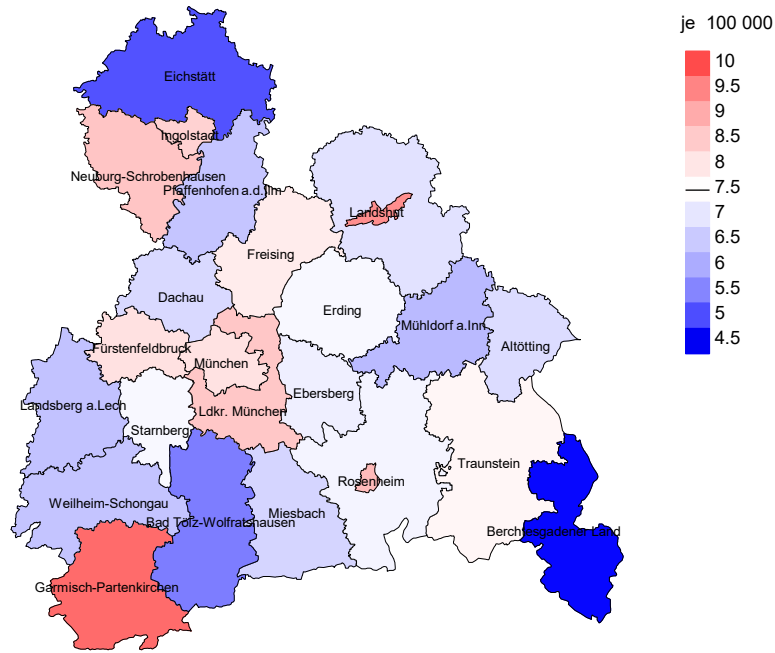 je 100 000
10
9.5
9
8.5
8
7.5
7
6.5
6
5.5
5
4.5
Eichstätt
Ingolstadt
Neuburg-Schrobenhausen
Pfaffenhofen a.d.Ilm
Landshut
Freising
Dachau
Erding
Mühldorf a.Inn
Altötting
Fürstenfeldbruck
München
Ebersberg
Landsberg a.Lech
Ldkr. München
Starnberg
Traunstein
Rosenheim
Weilheim-Schongau
Miesbach
Bad Tölz-Wolfratshausen
Berchtesgadener Land
Garmisch-Partenkirchen